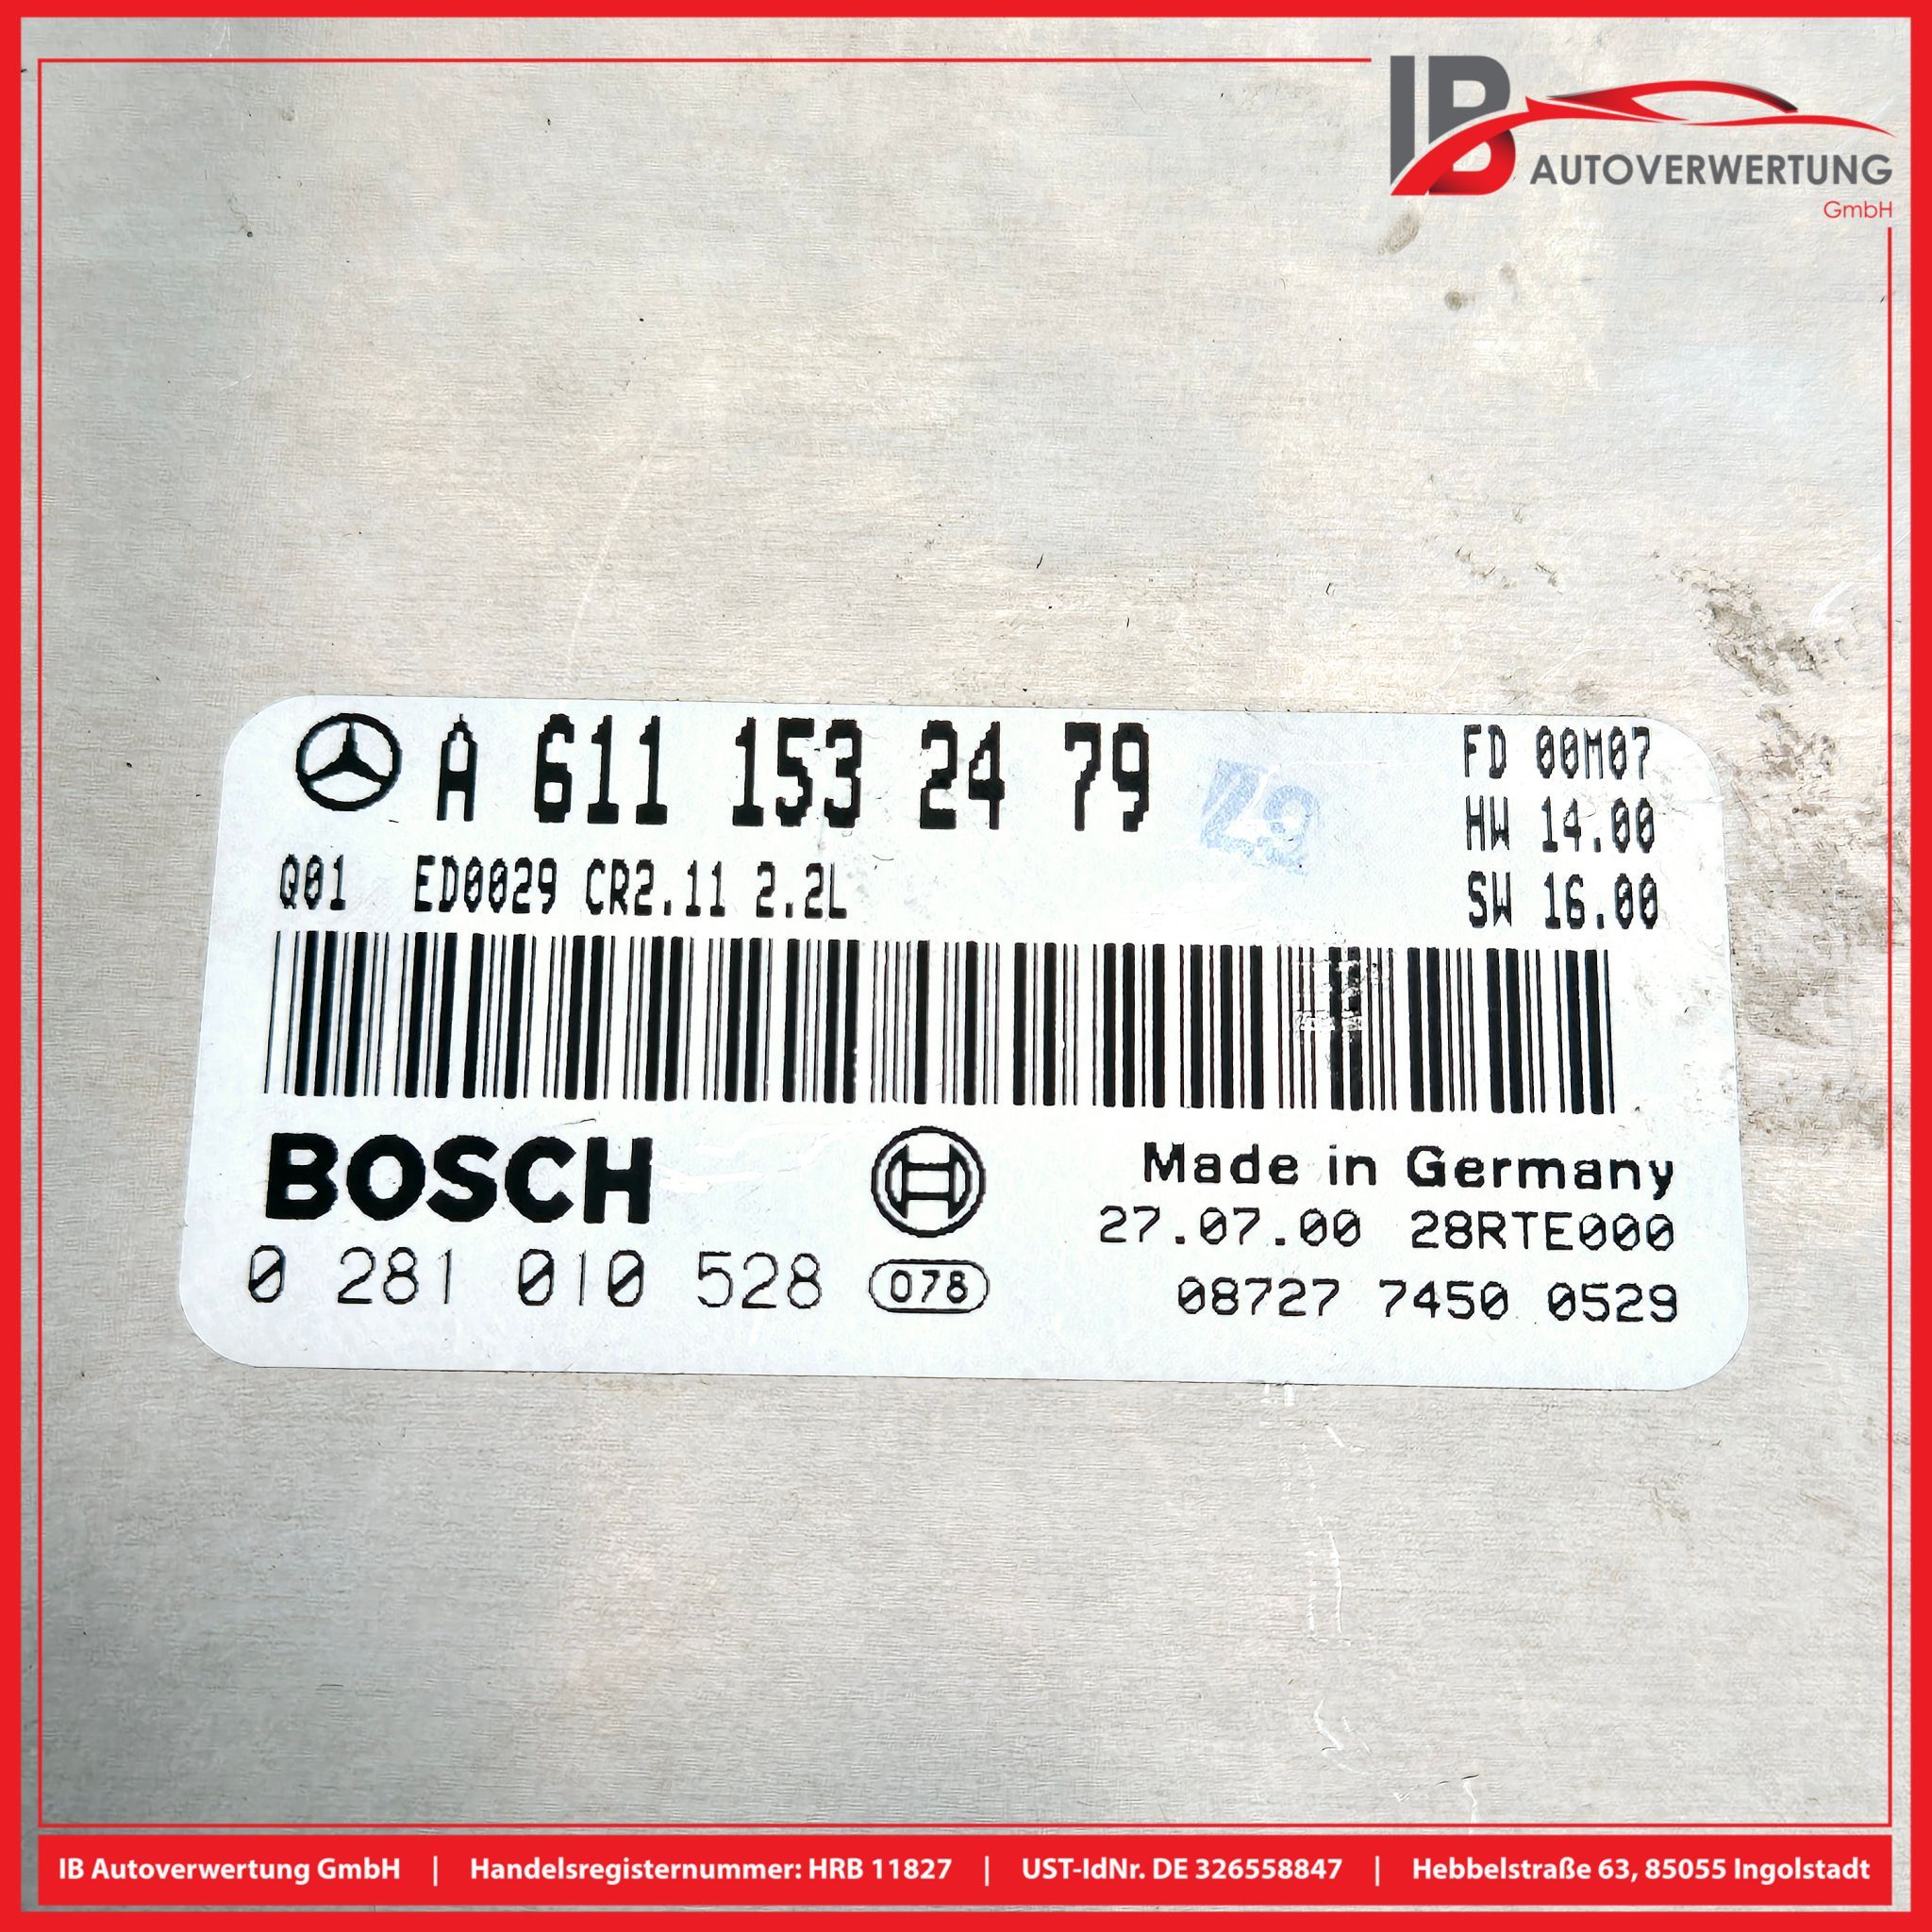 IB
AUTOVERWERTUNG
GmbH
A 611 153 24 79
FD 00M07
HW 14.00
Q01 ED0029 CR2.11 2.2L
SW 16.00
BOSCH
Made in Germany
27.07.00 28RTE000
0 281 010 528 078
08727 7450 0529
IB Autoverwertung GmbH | Handelsregisternummer: HRB 11827 | UST-IdNr. DE 326558847 | Hebbelstraße 63, 85055 Ingolstadt